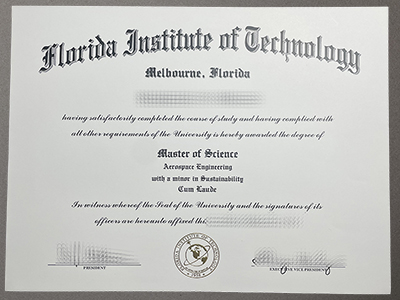 Florida Institute of Technology
Melbourne, Florida
having satisfactorily completed the course of study and having complied with
all other requirements of the University is hereby awarded the degree of
Master of Science
Aerospace Engineering
with a minor in Sustainability
Cum Laude
In witness whereof the Seal of the University and the signatures of its
officers are hereunto affixed this
PRESIDENT
EXECUTIVE VICE PRESIDENT